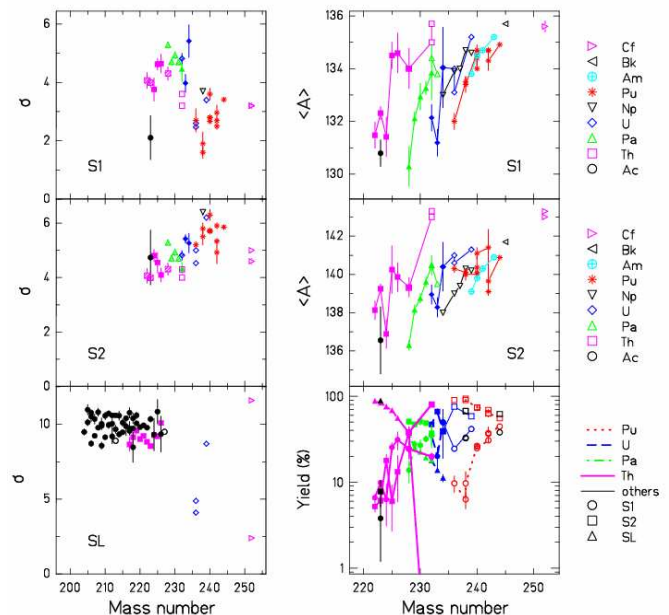 σ
6
4
2
0
S1
<A>
136
135
134
133
132
131
130
S1
Cf
Bk
Am
Pu
Np
U
Pa
Th
Ac
σ
6
4
2
0
S2
<A>
142
140
138
136
S2
Cf
Bk
Am
Pu
Np
U
Pa
Th
Ac
σ
10
5
0
SL
200 210 220 230 240 250
Mass number
Yield (%)
100
10
1
220 230 240 250
Mass number
Pu
U
Pa
Th
others
S1
S2
SL